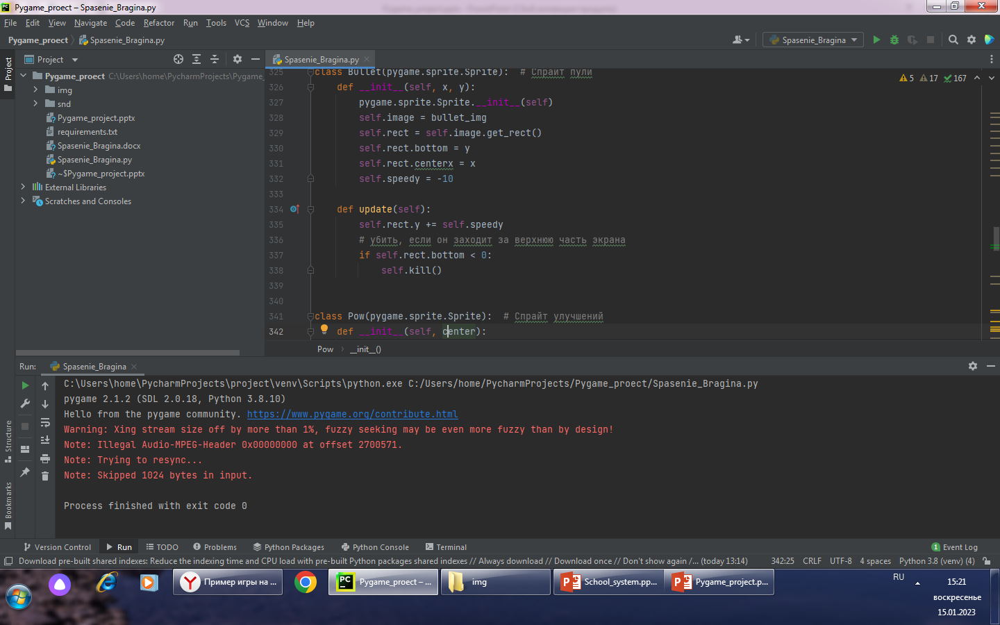 Pygame_proect – Spasenie_Bragina.py
File Edit View Navigate Code Refactor Run Tools VCS Window Help
Pygame_proect Spasenie_Bragina.py
Spasenie_Bragina
Project
Spasenie_Bragina.py
Project
Pygame_proect C:\Users\home\PycharmProjects\Pygame_
img
snd
Pygame_project.pptx
requirements.txt
Spasenie_Bragina.docx
Spasenie_Bragina.py
~$Pygame_project.pptx
External Libraries
Scratches and Consoles
5 17 167
325 class Bullet(pygame.sprite.Sprite):  # Спрайт пули
326 def __init__(self, x, y):
327 pygame.sprite.Sprite.__init__(self)
328 self.image = bullet_img
329 self.rect = self.image.get_rect()
330 self.rect.bottom = y
331 self.rect.centerx = x
332 self.speedy = -10
333
334 def update(self):
335 self.rect.y += self.speedy
336 # убить, если он заходит за верхнюю часть экрана
337 if self.rect.bottom < 0:
338 self.kill()
339
340
341 class Pow(pygame.sprite.Sprite):  # Спрайт улучшений
342 def __init__(self, center):
Pow __init__()
Run: Spasenie_Bragina
C:\Users\home\PycharmProjects\project\venv\Scripts\python.exe C:/Users/home/PycharmProjects/Pygame_proect/Spasenie_Bragina.py
pygame 2.1.2 (SDL 2.0.18, Python 3.8.10)
Hello from the pygame community. https://www.pygame.org/contribute.html
Warning: Xing stream size off by more than 1%, fuzzy seeking may be even more fuzzy than by design!
Note: Illegal Audio-MPEG-Header 0x00000000 at offset 2700571.
Note: Trying to resync...
Note: Skipped 1024 bytes in input.
Process finished with exit code 0
Structure
Bookmarks
Version Control Run TODO Problems Python Packages Python Console Terminal 1 Event Log
Download pre-built shared indexes: Reduce the indexing time and CPU load with pre-built Python packages shared indexes // Always download // Download once // Don't show again /... (today 13:14) 342:25 CRLF UTF-8 4 spaces Python 3.8 (venv) (4)
Пример игры на ... Pygame_proect – ... img School_system.pp... Pygame_project.p...
RU 15:21
воскресенье
15.01.2023